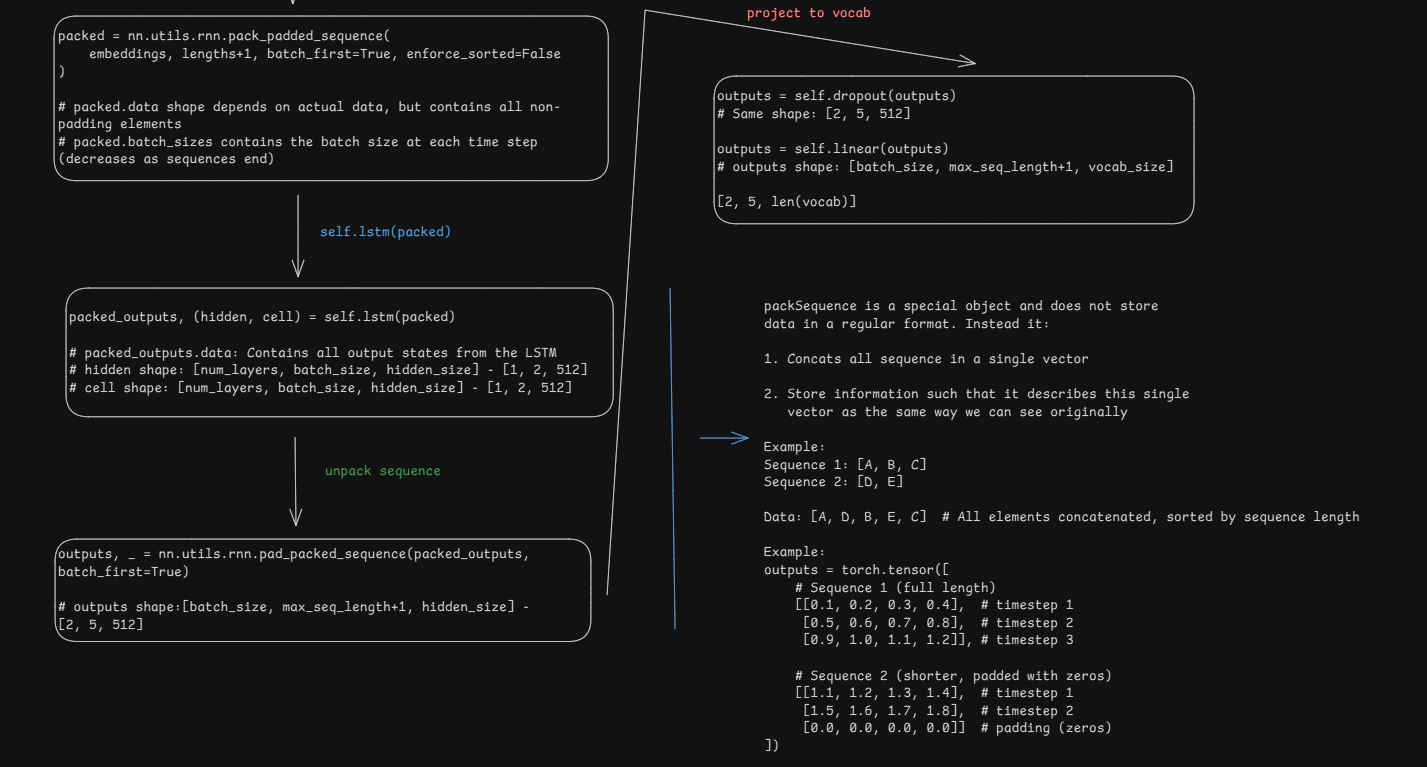 packed = nn.utils.rnn.pack_padded_sequence(
    embeddings, lengths+1, batch_first=True, enforce_sorted=False
)
# packed.data shape depends on actual data, but contains all non-
padding elements
# packed.batch_sizes contains the batch size at each time step
(decreases as sequences end)
self.lstm(packed)
packed_outputs, (hidden, cell) = self.lstm(packed)
# packed_outputs.data: Contains all output states from the LSTM
# hidden shape: [num_layers, batch_size, hidden_size] - [1, 2, 512]
# cell shape: [num_layers, batch_size, hidden_size] - [1, 2, 512]
unpack sequence
outputs, _ = nn.utils.rnn.pad_packed_sequence(packed_outputs,
batch_first=True)
# outputs shape:[batch_size, max_seq_length+1, hidden_size] -
[2, 5, 512]
project to vocab
outputs = self.dropout(outputs)
# Same shape: [2, 5, 512]
outputs = self.linear(outputs)
# outputs shape: [batch_size, max_seq_length+1, vocab_size]
[2, 5, len(vocab)]
packSequence is a special object and does not store
data in a regular format. Instead it:
1. Concats all sequence in a single vector
2. Store information such that it describes this single
   vector as the same way we can see originally
Example:
Sequence 1: [A, B, C]
Sequence 2: [D, E]
Data: [A, D, B, E, C]  # All elements concatenated, sorted by sequence length
Example:
outputs = torch.tensor([
    # Sequence 1 (full length)
    [[0.1, 0.2, 0.3, 0.4],  # timestep 1
     [0.5, 0.6, 0.7, 0.8],  # timestep 2
     [0.9, 1.0, 1.1, 1.2]], # timestep 3
    # Sequence 2 (shorter, padded with zeros)
    [[1.1, 1.2, 1.3, 1.4],  # timestep 1
     [1.5, 1.6, 1.7, 1.8],  # timestep 2
     [0.0, 0.0, 0.0, 0.0]]  # padding (zeros)
])